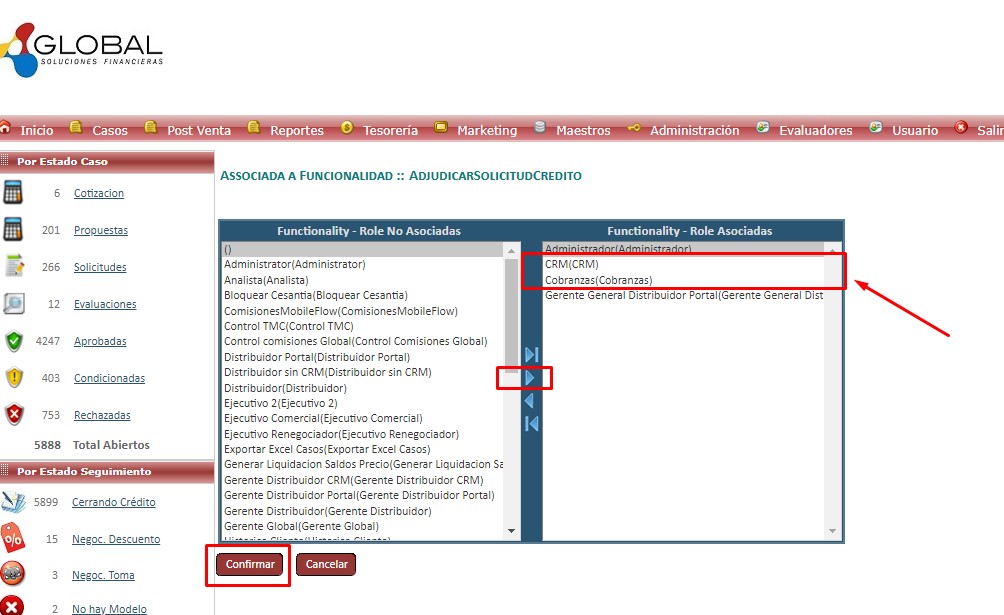 GLOBAL
SOLUCIONES FINANCIERAS
Inicio Casos Post Venta Reportes Tesorería Marketing Maestros Administración Evaluadores Usuario Salir
Por Estado Caso
6 Cotizacion
201 Propuestas
266 Solicitudes
12 Evaluaciones
4247 Aprobadas
403 Condicionadas
753 Rechazadas
5888 Total Abiertos
Por Estado Seguimiento
5899 Cerrando Crédito
15 Negoc. Descuento
3 Negoc. Toma
2 No hay Modelo
Associada a Funcionalidad :: AdjudicarSolicitudCredito
Functionality - Role No Asociadas
()
Administrator(Administrator)
Analista(Analista)
Bloquear Cesantia(Bloquear Cesantia)
ComisionesMobileFlow(ComisionesMobileFlow)
Control TMC(Control TMC)
Control comisiones Global(Control Comisiones Global)
Distribuidor Portal(Distribuidor Portal)
Distribuidor sin CRM(Distribuidor sin CRM)
Distribuidor(Distribuidor)
Ejecutivo 2(Ejecutivo 2)
Ejecutivo Comercial(Ejecutivo Comercial)
Ejecutivo Renegociador(Ejecutivo Renegociador)
Exportar Excel Casos(Exportar Excel Casos)
Generar Liquidacion Saldos Precio(Generar Liquidacion Sa
Gerente Distribuidor CRM(Gerente Distribuidor CRM)
Gerente Distribuidor Portal(Gerente Distribuidor Portal)
Gerente Distribuidor(Gerente Distribuidor)
Gerente Global(Gerente Global)
Historico Cliente(Historico Cliente)
Functionality - Role Asociadas
Administrador(Administrador)
CRM(CRM)
Cobranzas(Cobranzas)
Gerente General Distribuidor Portal(Gerente General Dist
Confirmar Cancelar